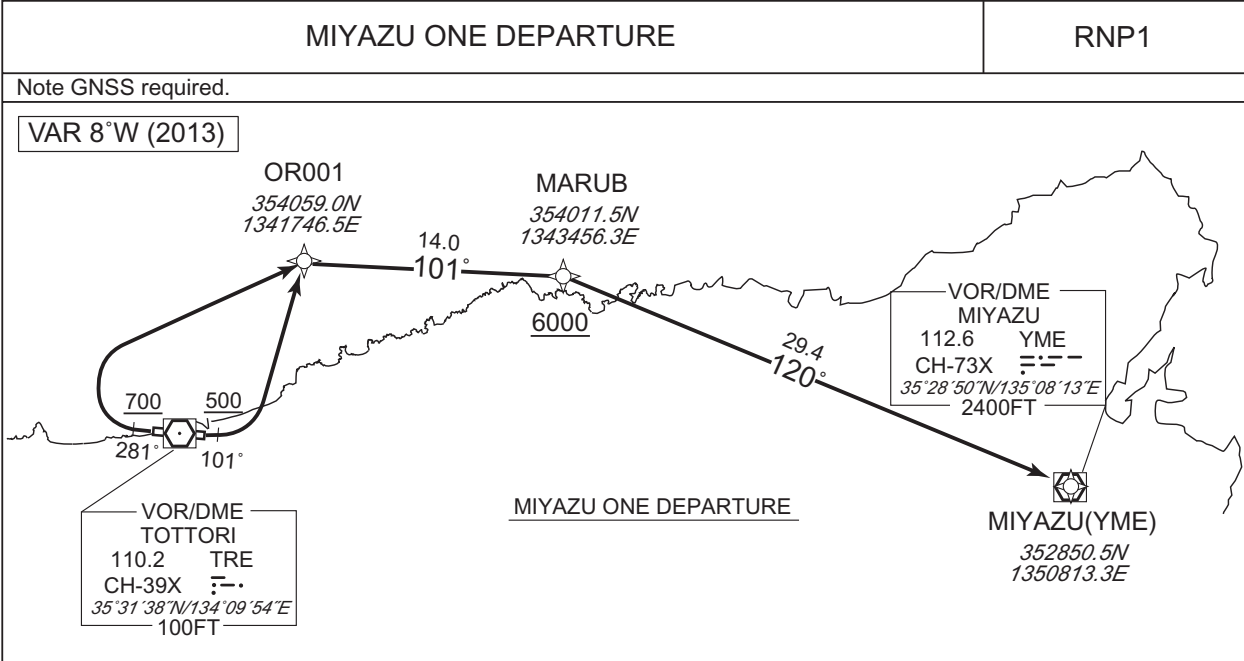 MIYAZU ONE DEPARTURE
RNP1
Note GNSS required.
VAR 8°W (2013)
OR001
354059.0N
1341746.5E
MARUB
354011.5N
1343456.3E
14.0
101°
6000
29.4
120°
VOR/DME
MIYAZU
112.6 YME
CH-73X
35°28´50˝N/135°08´13˝E
2400FT
700
500
281°
101°
VOR/DME
TOTTORI
110.2 TRE
CH-39X
35°31´38˝N/134°09´54˝E
100FT
MIYAZU ONE DEPARTURE
MIYAZU(YME)
352850.5N
1350813.3E